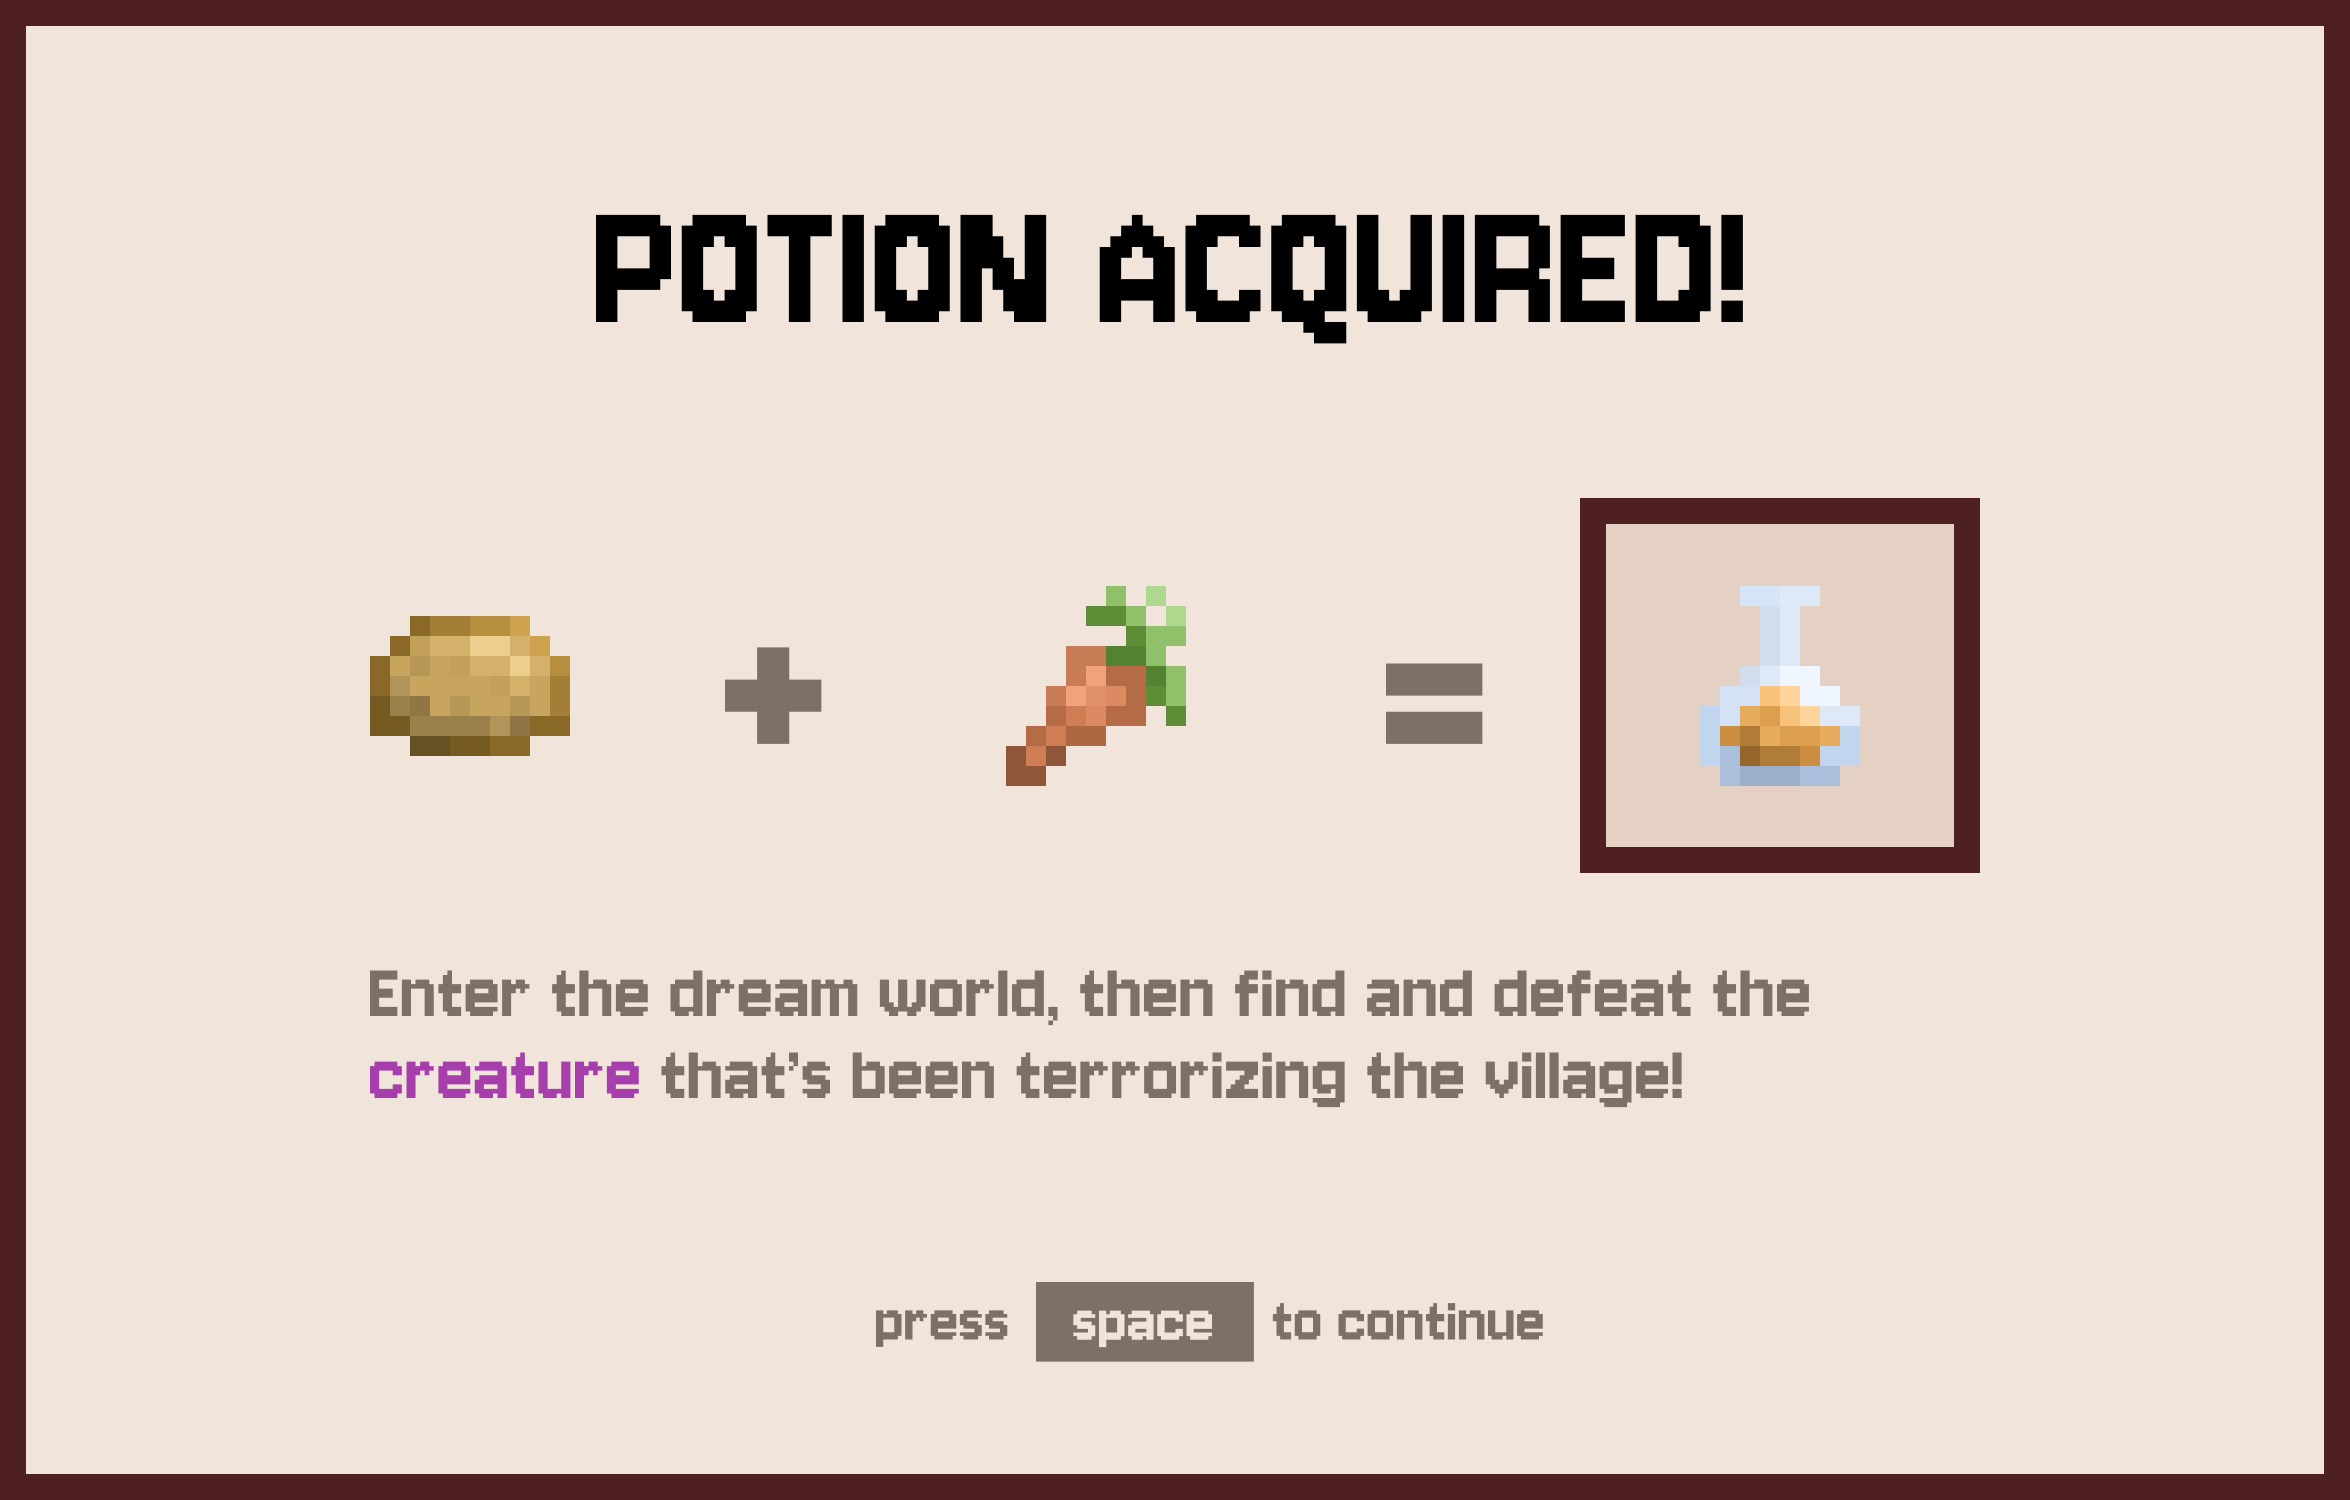 POTION ACQUIRED!
+ =
Enter the dream world, then find and defeat the
creature that's been terrorizing the village!
press space to continue